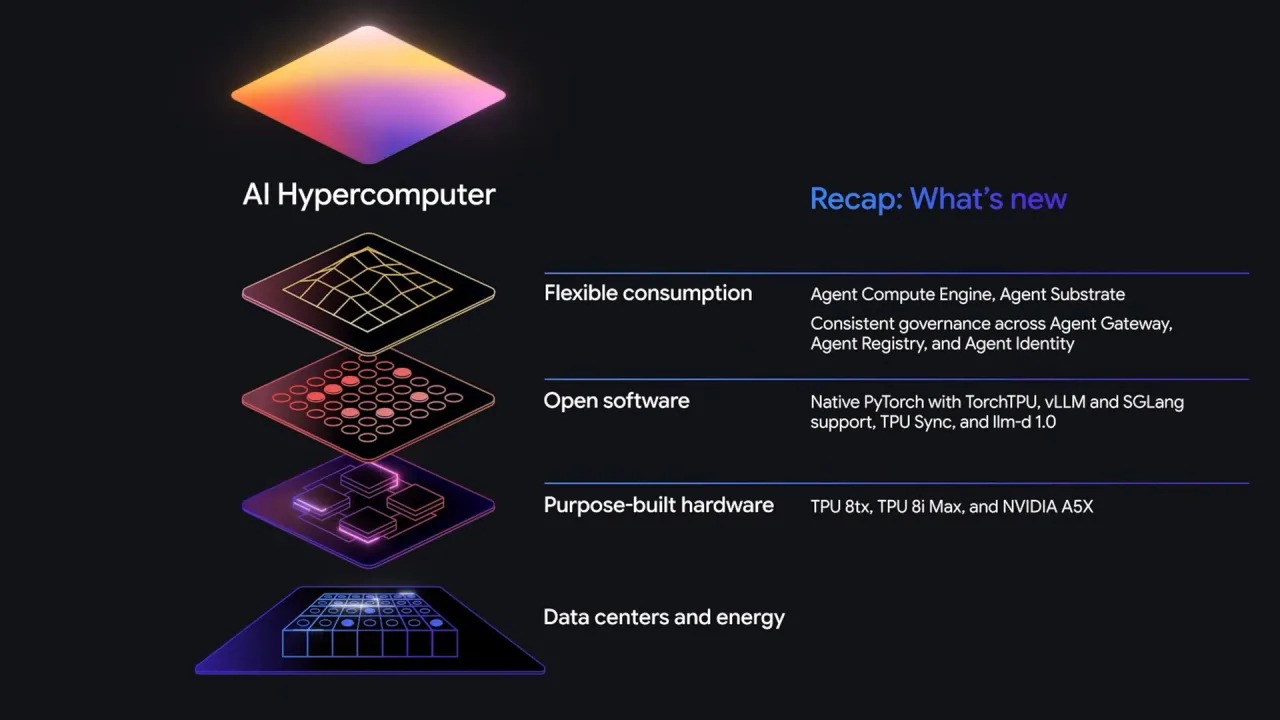 AI Hypercomputer
Recap: What’s new
Flexible consumption
Agent Compute Engine, Agent Substrate
Consistent governance across Agent Gateway,
Agent Registry, and Agent Identity
Open software
Native PyTorch with TorchTPU, vLLM and SGLang
support, TPU Sync, and llm-d 1.0
Purpose-built hardware
TPU 8tx, TPU 8i Max, and NVIDIA A5X
Data centers and energy